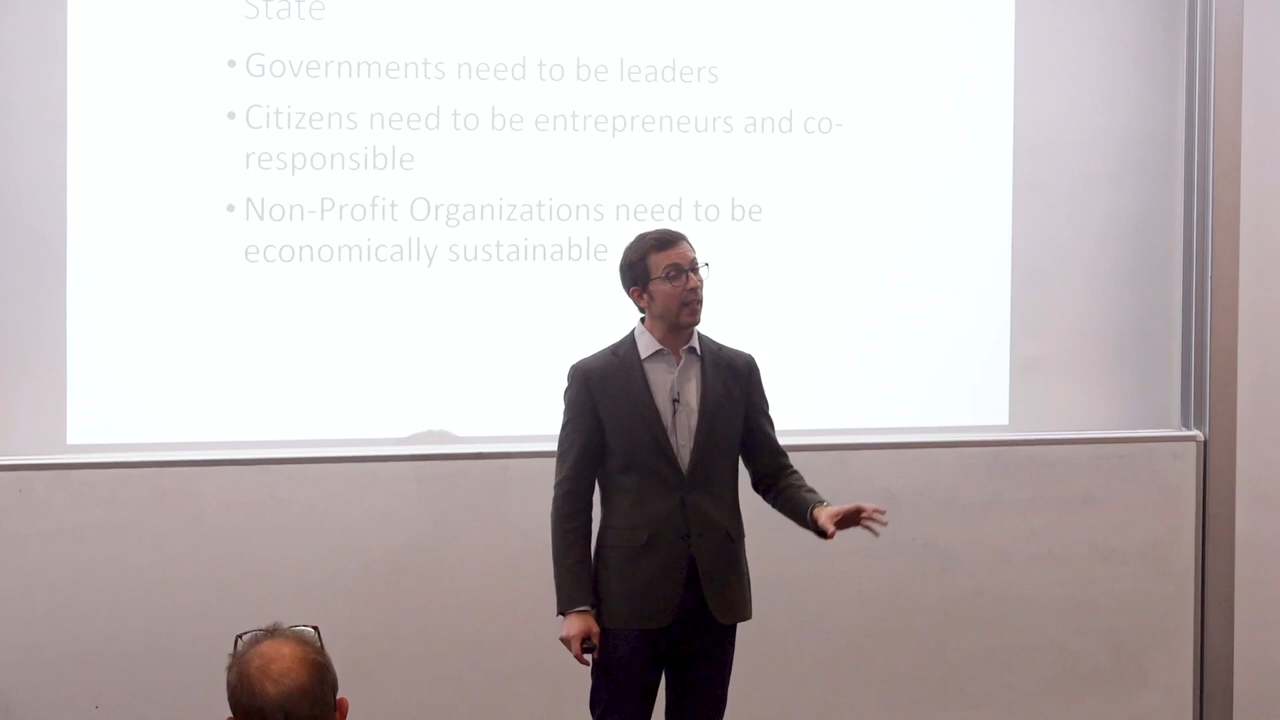 State
• Governments need to be leaders
• Citizens need to be entrepreneurs and co-
responsible
• Non-Profit Organizations need to be
economically sustainable